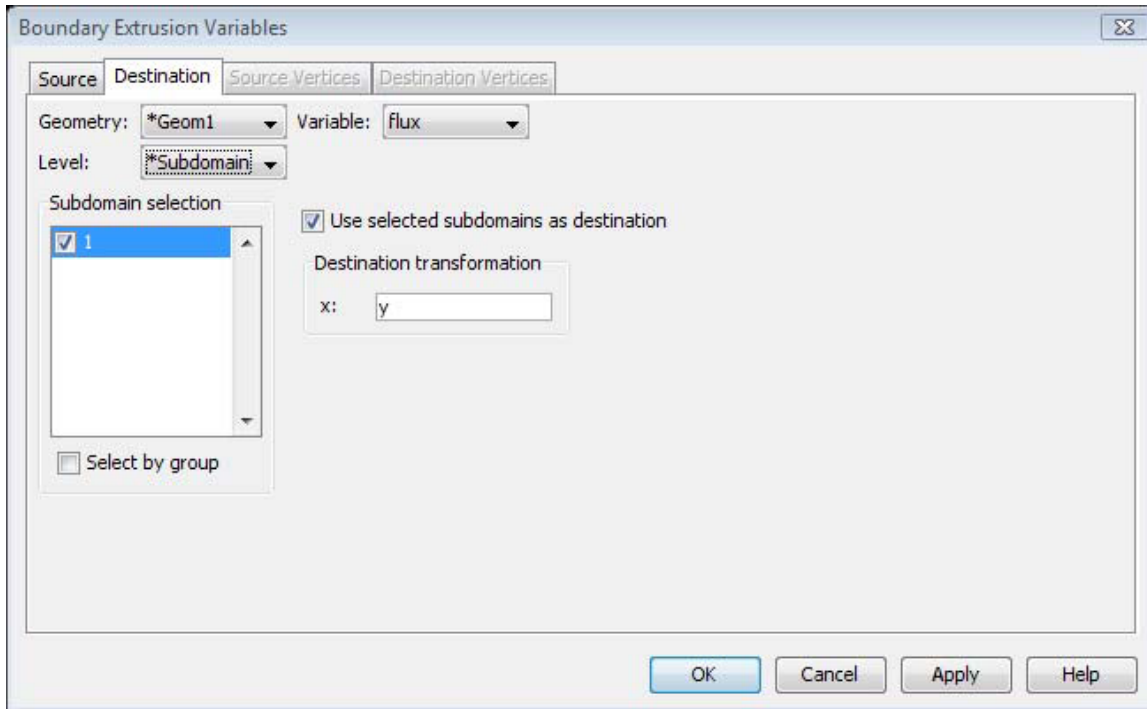 Boundary Extrusion Variables
Source Destination Source Vertices Destination Vertices
Geometry: *Geom1 Variable: flux
Level: *Subdomain
Subdomain selection
1
Use selected subdomains as destination
Destination transformation
x: y
Select by group
OK Cancel Apply Help